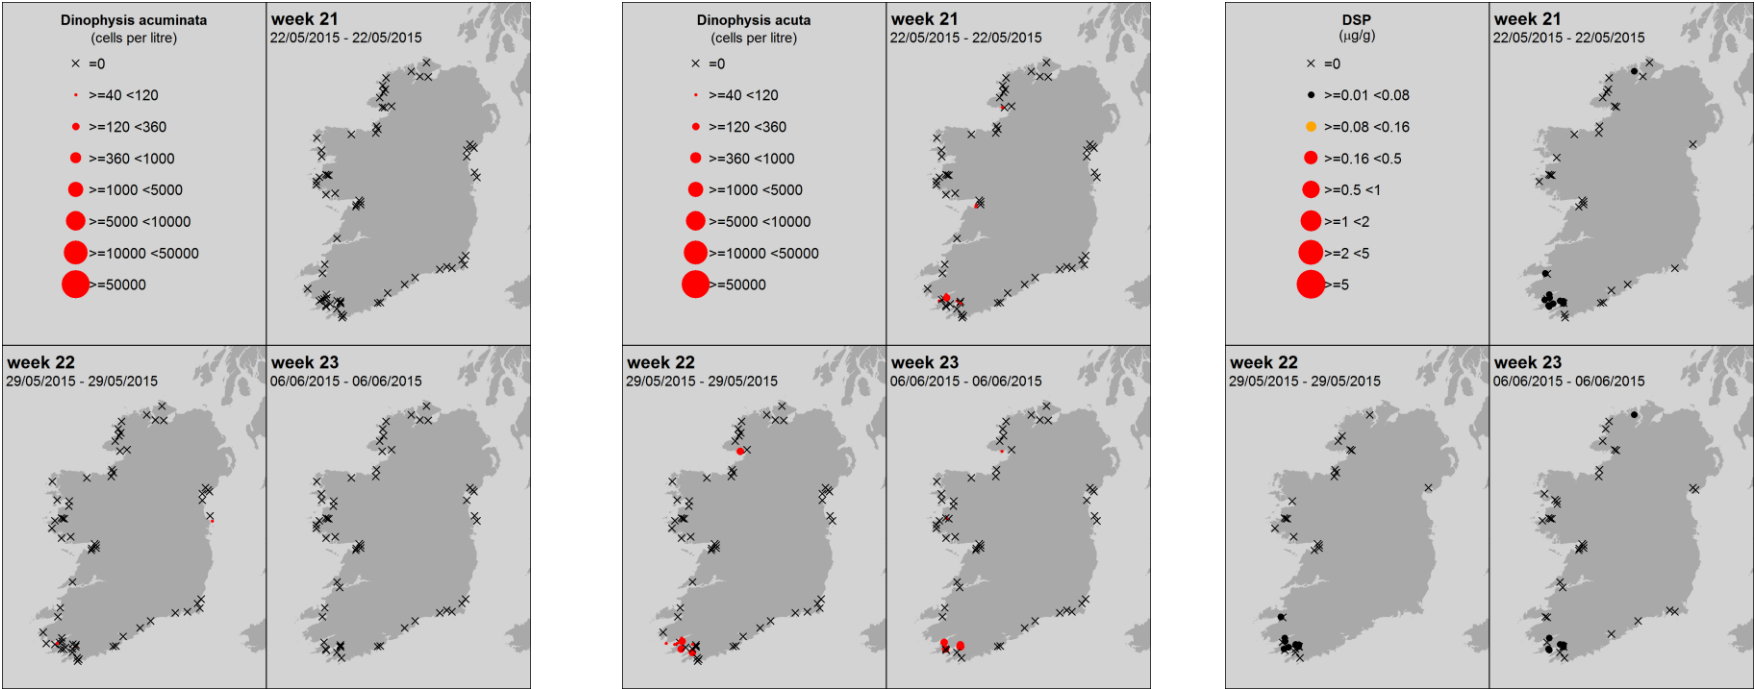 Dinophysis acuminata
(cells per litre)
=0
>=40 <120
>=120 <360
>=360 <1000
>=1000 <5000
>=5000 <10000
>=10000 <50000
>=50000
week 21
22/05/2015 - 22/05/2015
week 22
29/05/2015 - 29/05/2015
week 23
06/06/2015 - 06/06/2015
Dinophysis acuta
(cells per litre)
=0
>=40 <120
>=120 <360
>=360 <1000
>=1000 <5000
>=5000 <10000
>=10000 <50000
>=50000
week 21
22/05/2015 - 22/05/2015
week 22
29/05/2015 - 29/05/2015
week 23
06/06/2015 - 06/06/2015
DSP
(µg/g)
=0
>=0.01 <0.08
>=0.08 <0.16
>=0.16 <0.5
>=0.5 <1
>=1 <2
>=2 <5
>=5
week 21
22/05/2015 - 22/05/2015
week 22
29/05/2015 - 29/05/2015
week 23
06/06/2015 - 06/06/2015